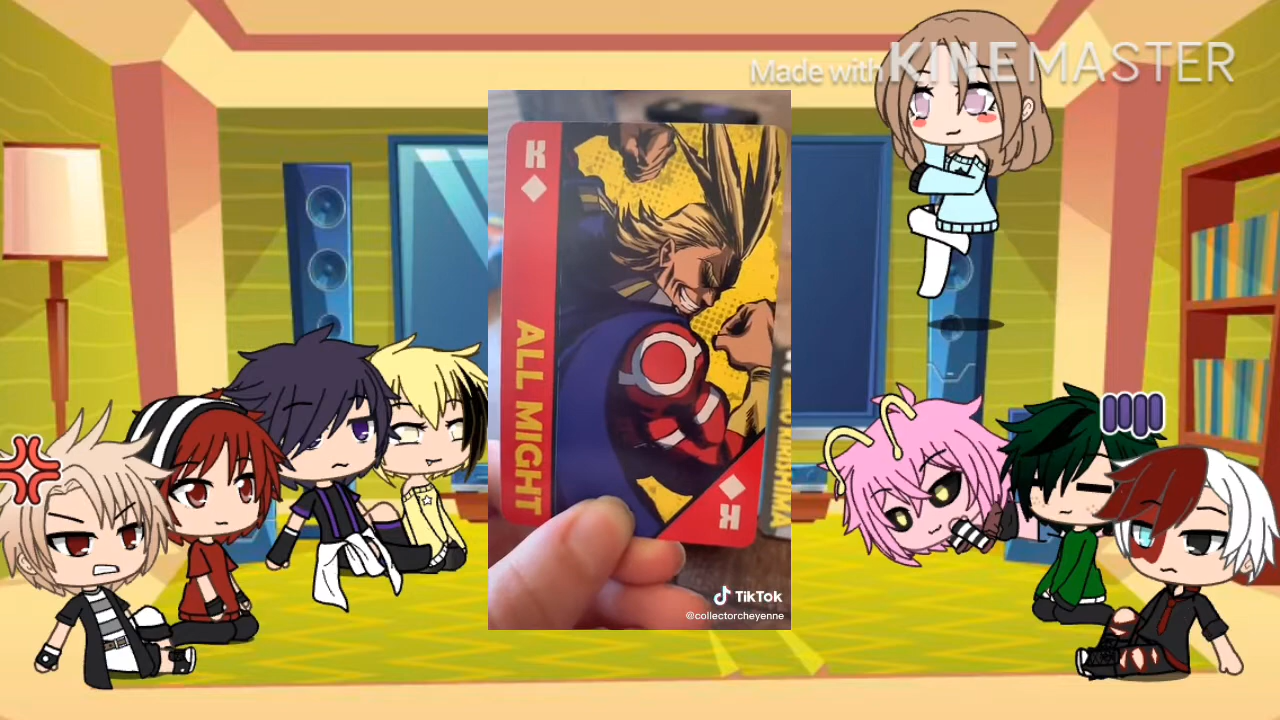 Made with KINEMASTER
K
ALL MIGHT
K
TikTok
@collectorcheyenne